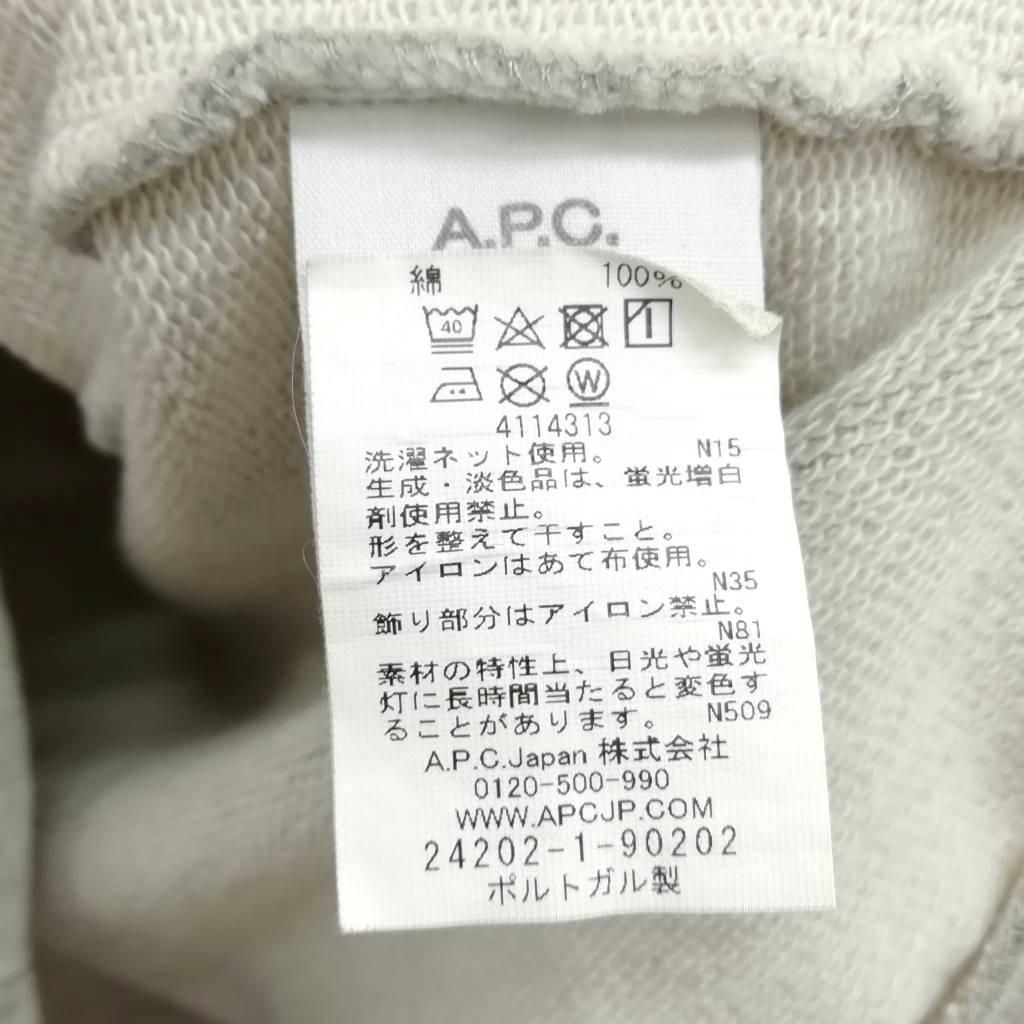 A.P.C.
綿 100%
40
W
4114313
洗濯ネット使用。 N15
生成・淡色品は、蛍光増白
剤使用禁止。
形を整えて干すこと。
アイロンはあて布使用。
N35
飾り部分はアイロン禁止。
N81
素材の特性上、日光や蛍光
灯に長時間当たると変色す
ることがあります。 N509
A.P.C.Japan 株式会社
0120-500-990
WWW.APCJP.COM
24202-1-90202
ポルトガル製